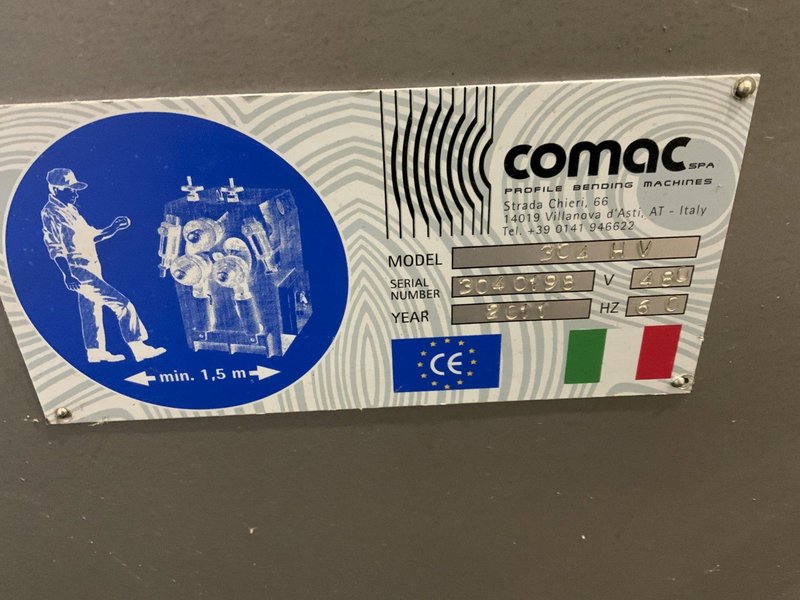 comac SPA
PROFILE BENDING MACHINES
Strada Chieri, 66
14019 Villanova d'Asti, AT - Italy
Tel. +39 0141 946622
MODEL 304 HV
SERIAL NUMBER 3040198 V 480
YEAR 2011 HZ 60
CE
min. 1,5 m.